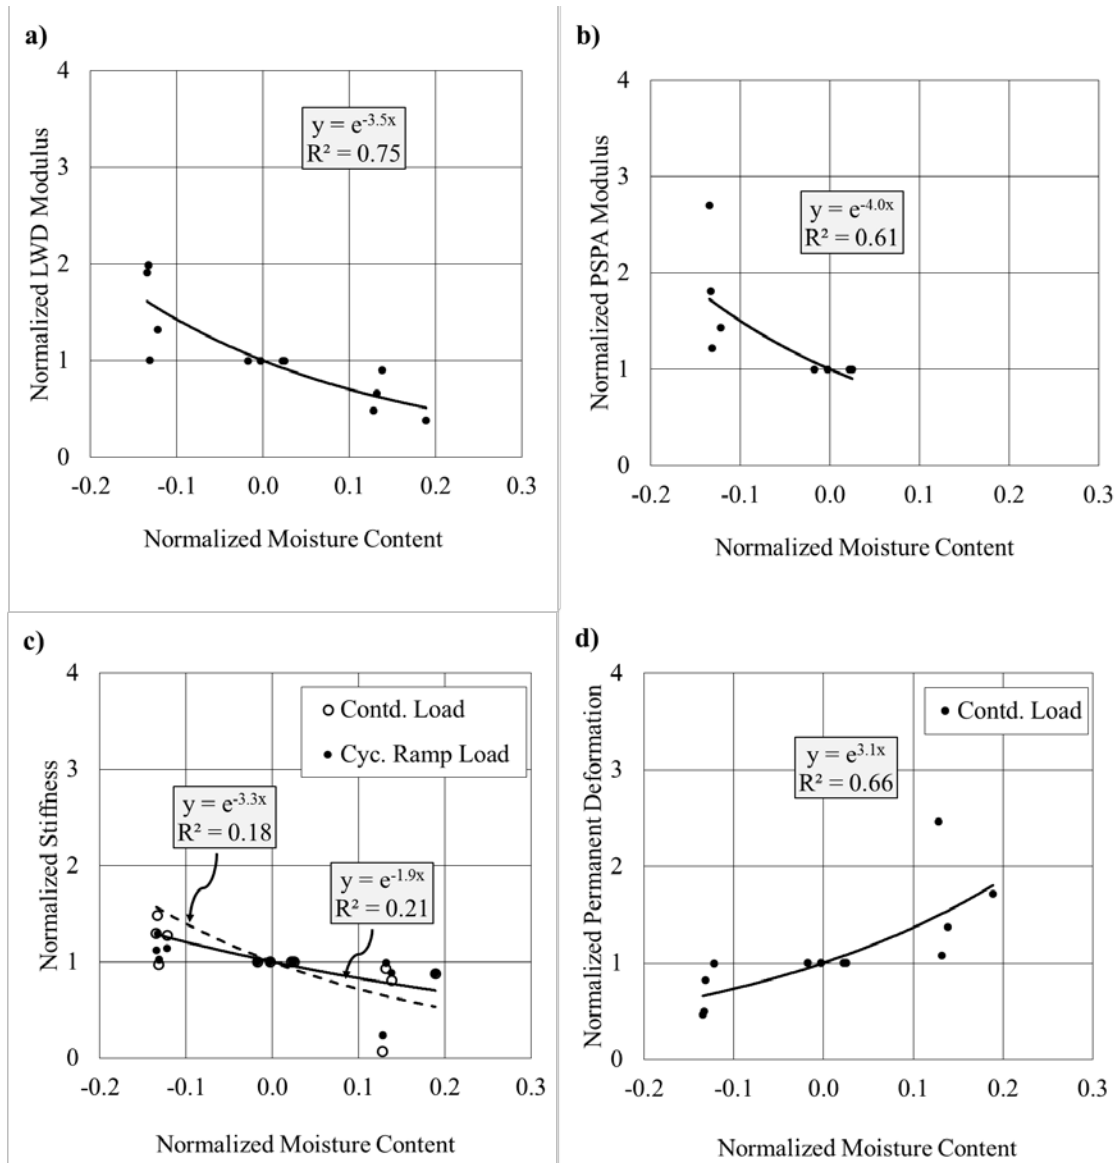 a)
4
3
2
1
0
-0.2 -0.1 0.0 0.1 0.2 0.3
Normalized LWD Modulus
Normalized Moisture Content
y = e^-3.5x
R² = 0.75
b)
4
3
2
1
0
-0.2 -0.1 0.0 0.1 0.2 0.3
Normalized PSPA Modulus
Normalized Moisture Content
y = e^-4.0x
R² = 0.61
c)
4
3
2
1
0
-0.2 -0.1 0.0 0.1 0.2 0.3
Normalized Stiffness
Normalized Moisture Content
Contd. Load
Cyc. Ramp Load
y = e^-3.3x
R² = 0.18
y = e^-1.9x
R² = 0.21
d)
4
3
2
1
0
-0.2 -0.1 0.0 0.1 0.2 0.3
Normalized Permanent Deformation
Normalized Moisture Content
Contd. Load
y = e^3.1x
R² = 0.66